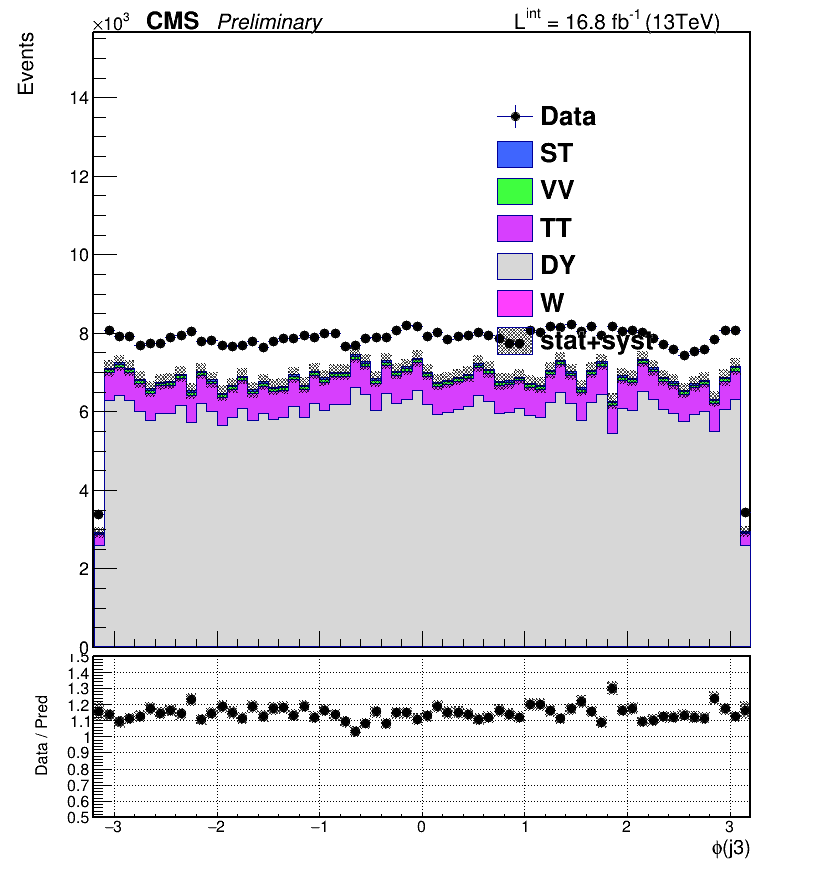 ×10³ CMS Preliminary L^int = 16.8 fb⁻¹ (13TeV)
Events
14
12
10
8
6
4
2
0
Data
ST
VV
TT
DY
W
stat+syst
Data / Pred
1.5
1.4
1.3
1.2
1.1
1
0.9
0.8
0.7
0.6
0.5
−3 −2 −1 0 1 2 3
ϕ(j3)